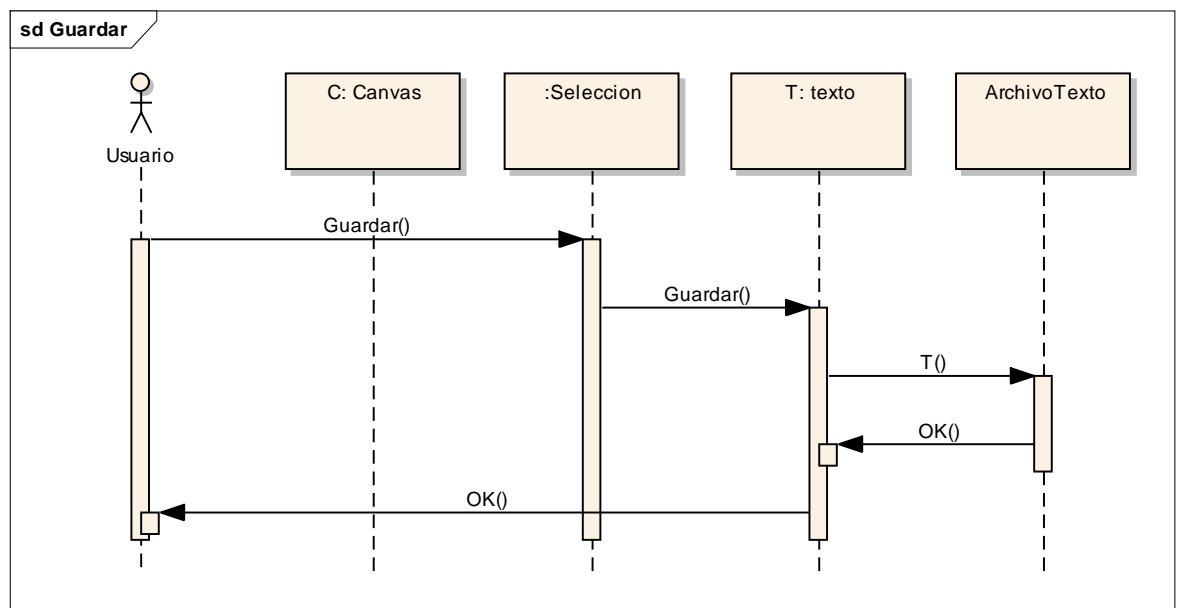 sd Guardar
Usuario
C: Canvas
:Seleccion
T: texto
ArchivoTexto
Guardar()
Guardar()
T()
OK()
OK()